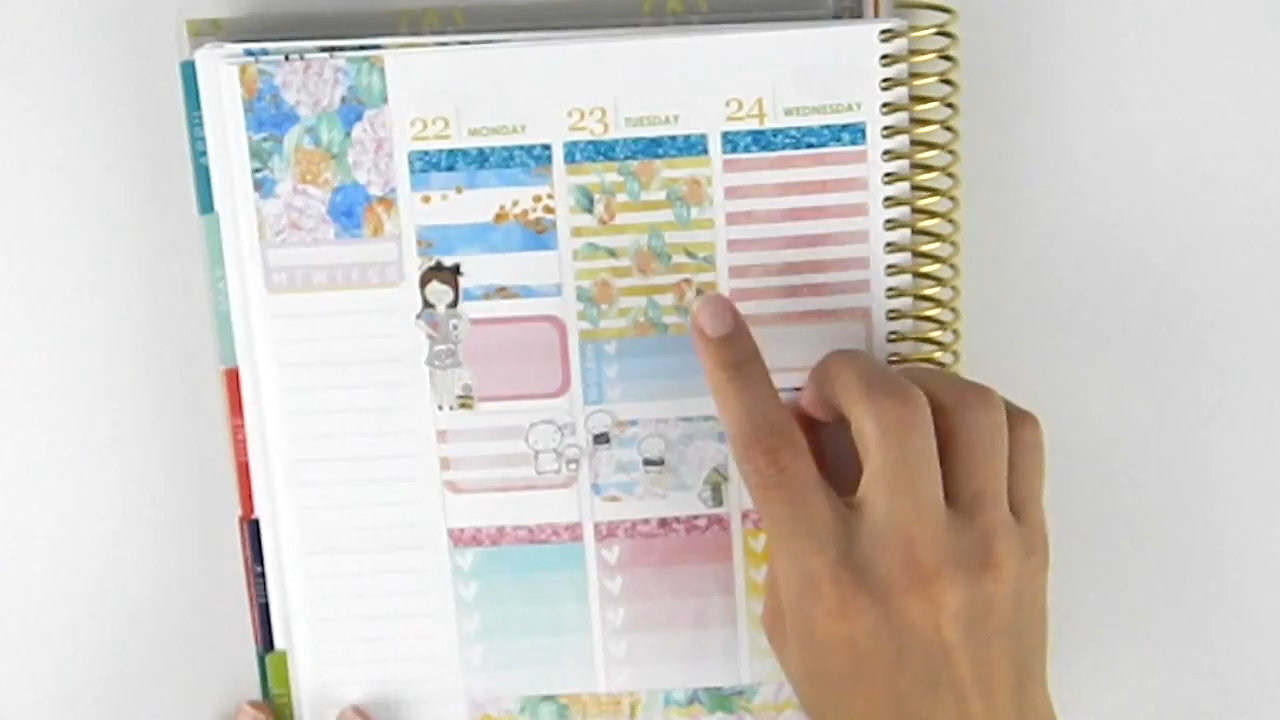 22 MONDAY
23 TUESDAY
24 WEDNESDAY
M T W T F S S